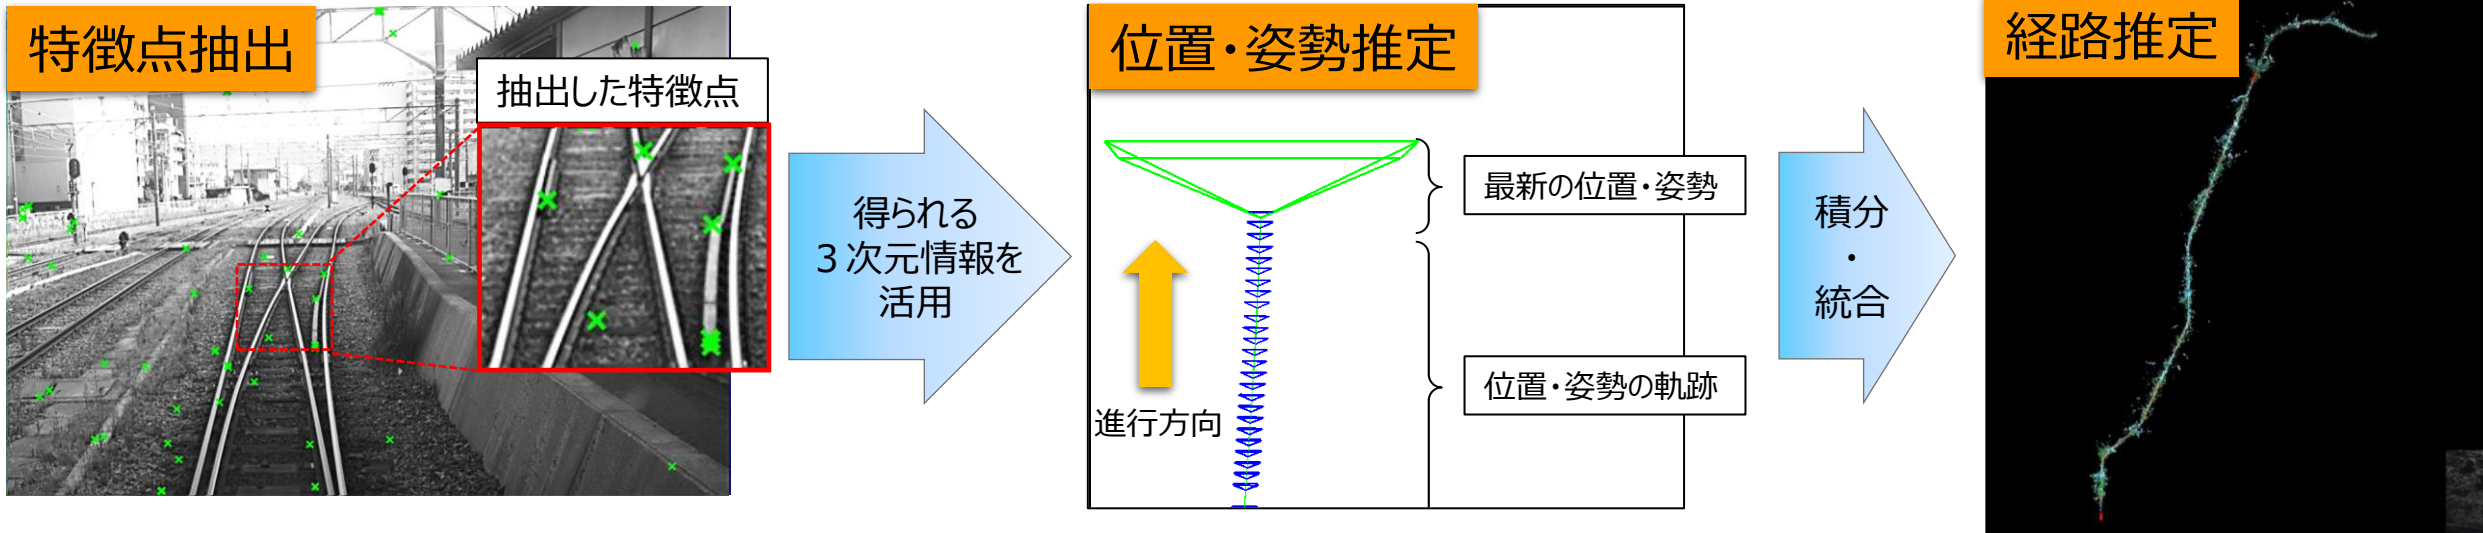 特徴点抽出
抽出した特徴点
得られる
３次元情報を
活用
位置・姿勢推定
最新の位置・姿勢
位置・姿勢の軌跡
進行方向
積分
・
統合
経路推定